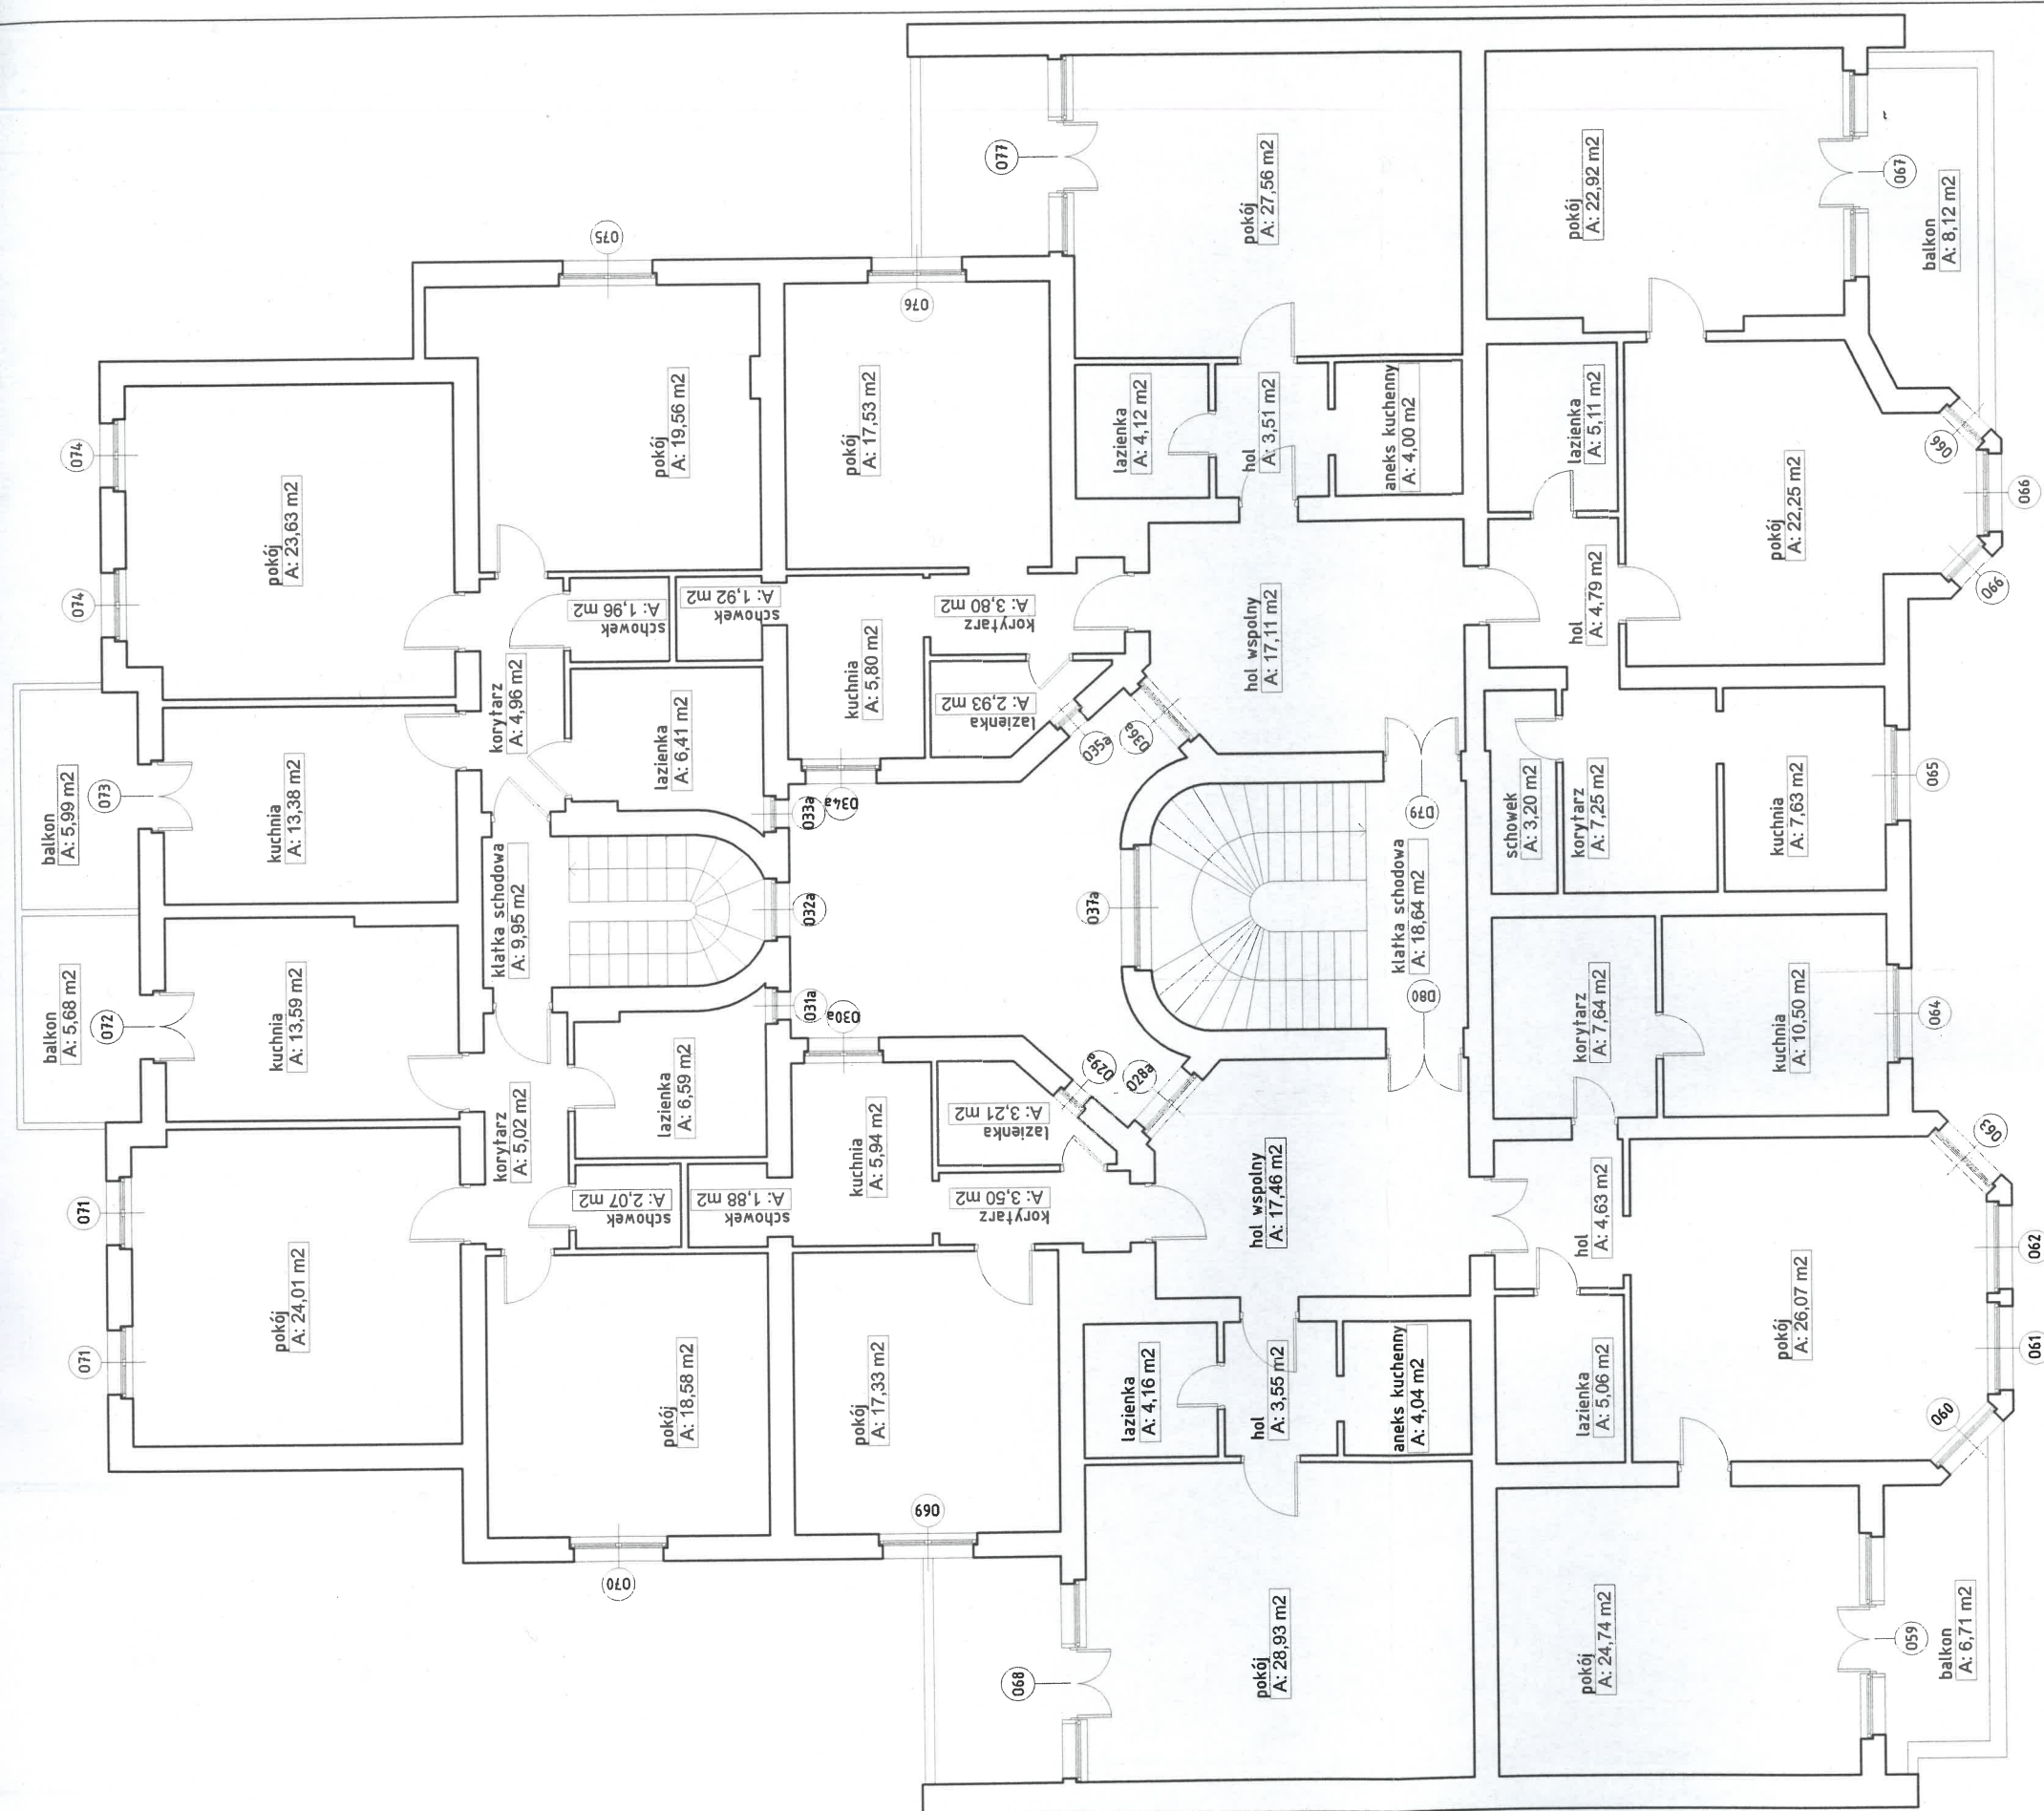 074
074
pokój
A: 23,63 m2
075
pokój
A: 19,56 m2
076
pokój
A: 17,53 m2
077
pokój
A: 27,56 m2
pokój
A: 22,92 m2
067
balkon
A: 8,12 m2
schowek
A: 1,96 m2
schowek
A: 1,92 m2
korytarz
A: 4,96 m2
lazienka
A: 6,41 m2
kuchnia
A: 5,80 m2
korytarz
A: 3,80 m2
lazienka
A: 2,93 m2
035a
036a
034a
033a
lazienka
A: 4,12 m2
hol
A: 3,51 m2
aneks kuchenny
A: 4,00 m2
lazienka
A: 5,11 m2
pokój
A: 22,25 m2
066
066
066
hol
A: 4,79 m2
hol wspolny
A: 17,11 m2
balkon
A: 5,99 m2
073
kuchnia
A: 13,38 m2
klatka schodowa
A: 9,95 m2
032a
037a
klatka schodowa
A: 18,64 m2
D79
D80
schowek
A: 3,20 m2
korytarz
A: 7,25 m2
kuchnia
A: 7,63 m2
065
balkon
A: 5,68 m2
072
kuchnia
A: 13,59 m2
031a
030a
029a
028a
korytarz
A: 7,64 m2
kuchnia
A: 10,50 m2
064
korytarz
A: 5,02 m2
lazienka
A: 6,59 m2
schowek
A: 2,07 m2
schowek
A: 1,88 m2
kuchnia
A: 5,94 m2
lazienka
A: 3,21 m2
korytarz
A: 3,50 m2
hol wspolny
A: 17,46 m2
hol
A: 4,63 m2
063
062
061
060
071
071
pokój
A: 24,01 m2
pokój
A: 18,58 m2
070
pokój
A: 17,33 m2
069
lazienka
A: 4,16 m2
hol
A: 3,55 m2
aneks kuchenny
A: 4,04 m2
lazienka
A: 5,06 m2
pokój
A: 26,07 m2
068
pokój
A: 28,93 m2
pokój
A: 24,74 m2
059
balkon
A: 6,71 m2